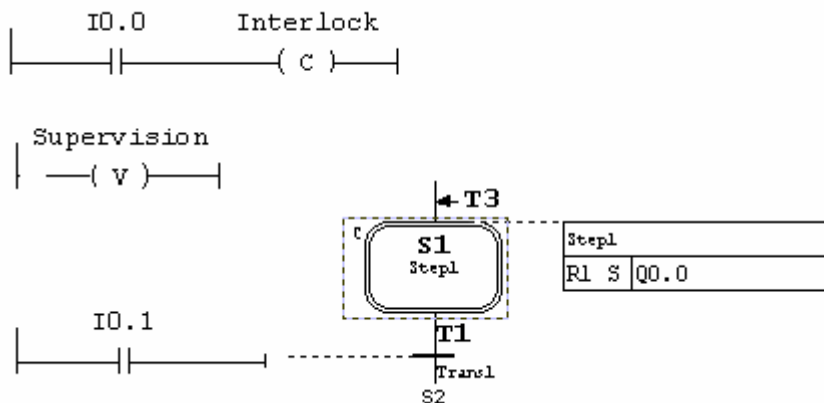 I0.0 Interlock
( C )
Supervision
( V )
T3
C
S1
Step1
Step1
R1 S Q0.0
I0.1
T1
Trans1
S2